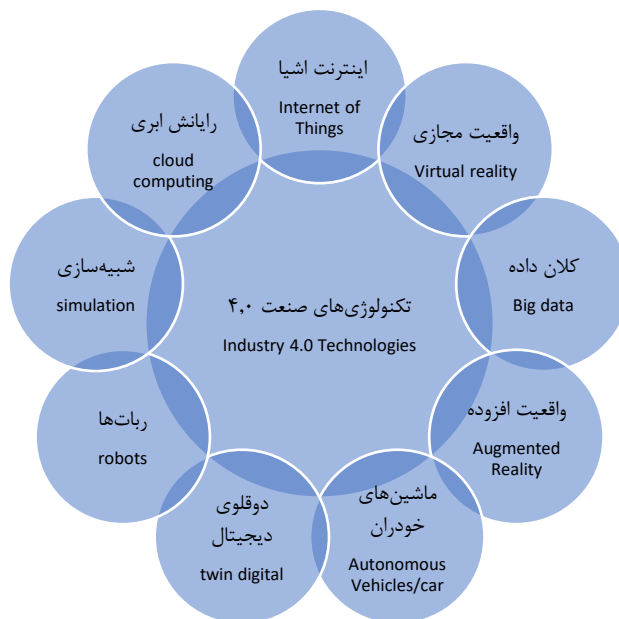 اینترنت اشیا
Internet of
Things
واقعیت مجازی
Virtual reality
کلان داده
Big data
واقعیت افزوده
Augmented
Reality
ماشین‌های
خودران
Autonomous
Vehicles/car
دوقلوی
دیجیتال
twin digital
ربات‌ها
robots
شبیه‌سازی
simulation
رایانش ابری
cloud
computing
تکنولوژی‌های صنعت ۴,۰
Industry 4.0 Technologies